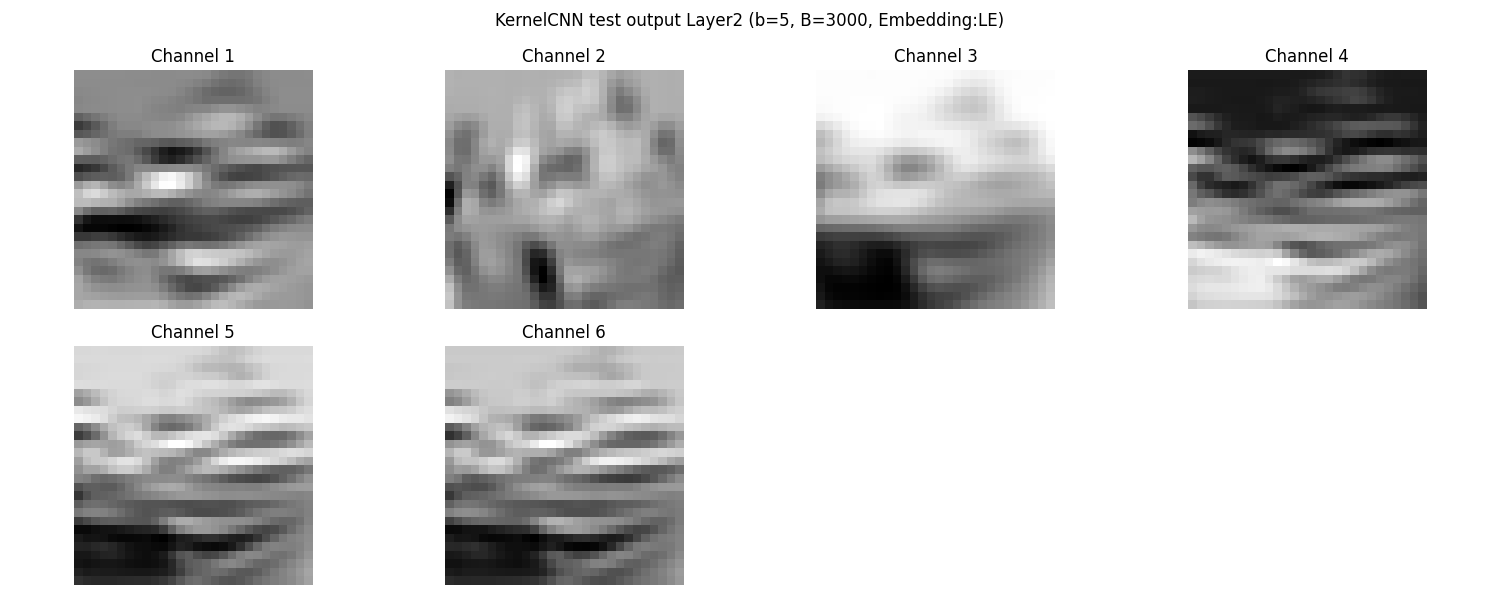 KernelCNN test output Layer2 (b=5, B=3000, Embedding:LE)
Channel 1
Channel 2
Channel 3
Channel 4
Channel 5
Channel 6